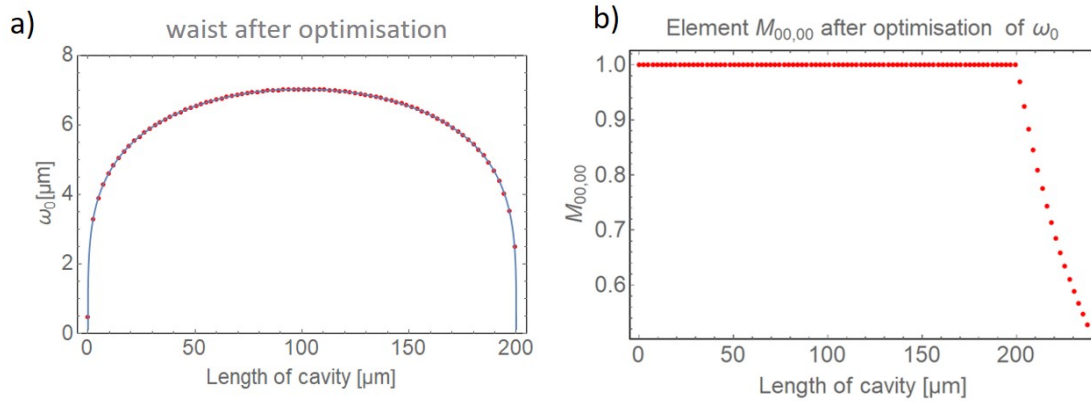 a)
waist after optimisation
8
6
4
2
0
ω₀[µm]
0
50
100
150
200
Length of cavity [µm]
b)
Element M₀₀,₀₀ after optimisation of ω₀
1.0
0.9
0.8
0.7
0.6
M₀₀,₀₀
0
50
100
150
200
Length of cavity [µm]